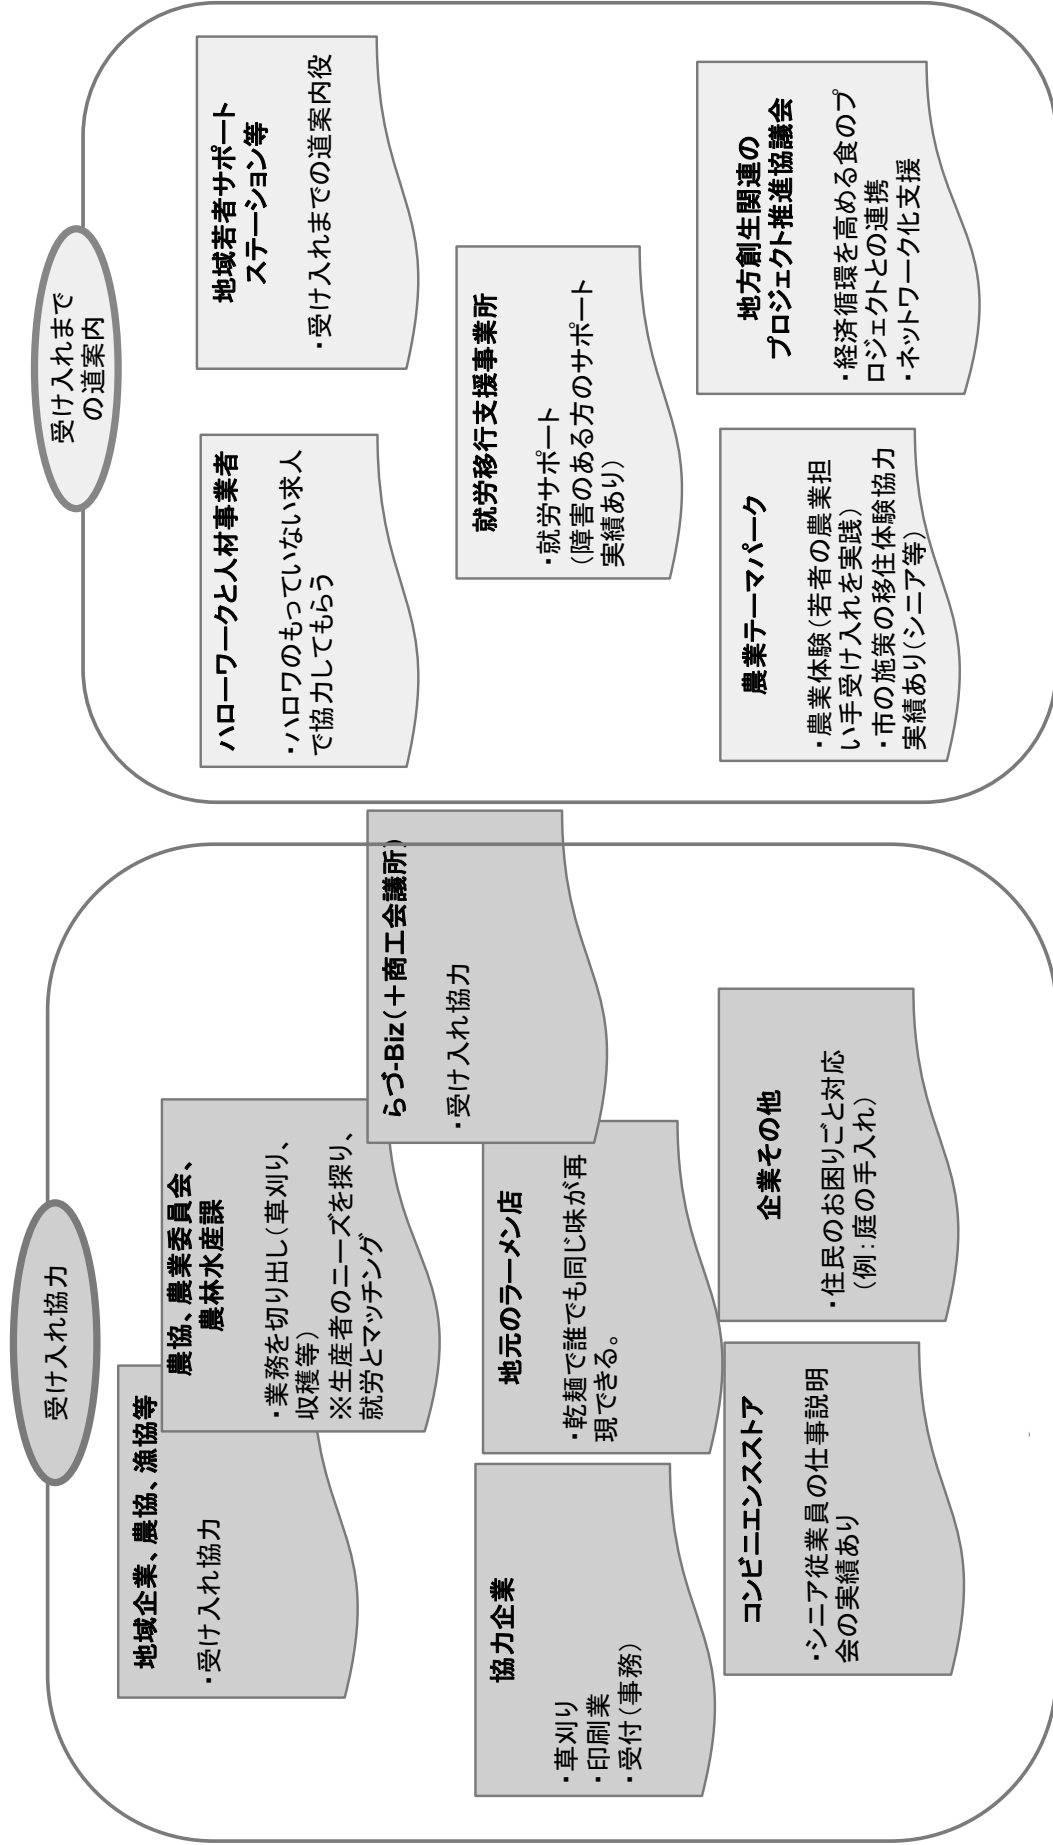 受け入れ協力
地域企業、農協、漁協等
・受け入れ協力
農協、農業委員会、
農林水産課
・業務を切り出し（草刈り、
収穫等）
※生産者のニーズを探り、
就労とマッチング
らづ-Biz（＋商工会議所）
・受け入れ協力
協力企業
・草刈り
・印刷業
・受付（事務）
地元のラーメン店
・乾麺で誰でも同じ味が再
現できる。
コンビニエンスストア
・シニア従業員の仕事説明
会の実績あり
企業その他
・住民のお困りごと対応
（例：庭の手入れ）
受け入れまで
の道案内
ハローワークと人材事業者
・ハロワのもっていない求人
で協力してもらう
地域若者サポート
ステーション等
・受け入れまでの道案内役
就労移行支援事業所
・就労サポート
（障害のある方のサポート
実績あり）
農業テーマパーク
・農業体験（若者の農業担
い手受け入れを実践）
・市の施策の移住体験協力
実績あり（シニア等）
地方創生関連の
プロジェクト推進協議会
・経済循環を高める食のプ
ロジェクトとの連携
・ネットワーク化支援